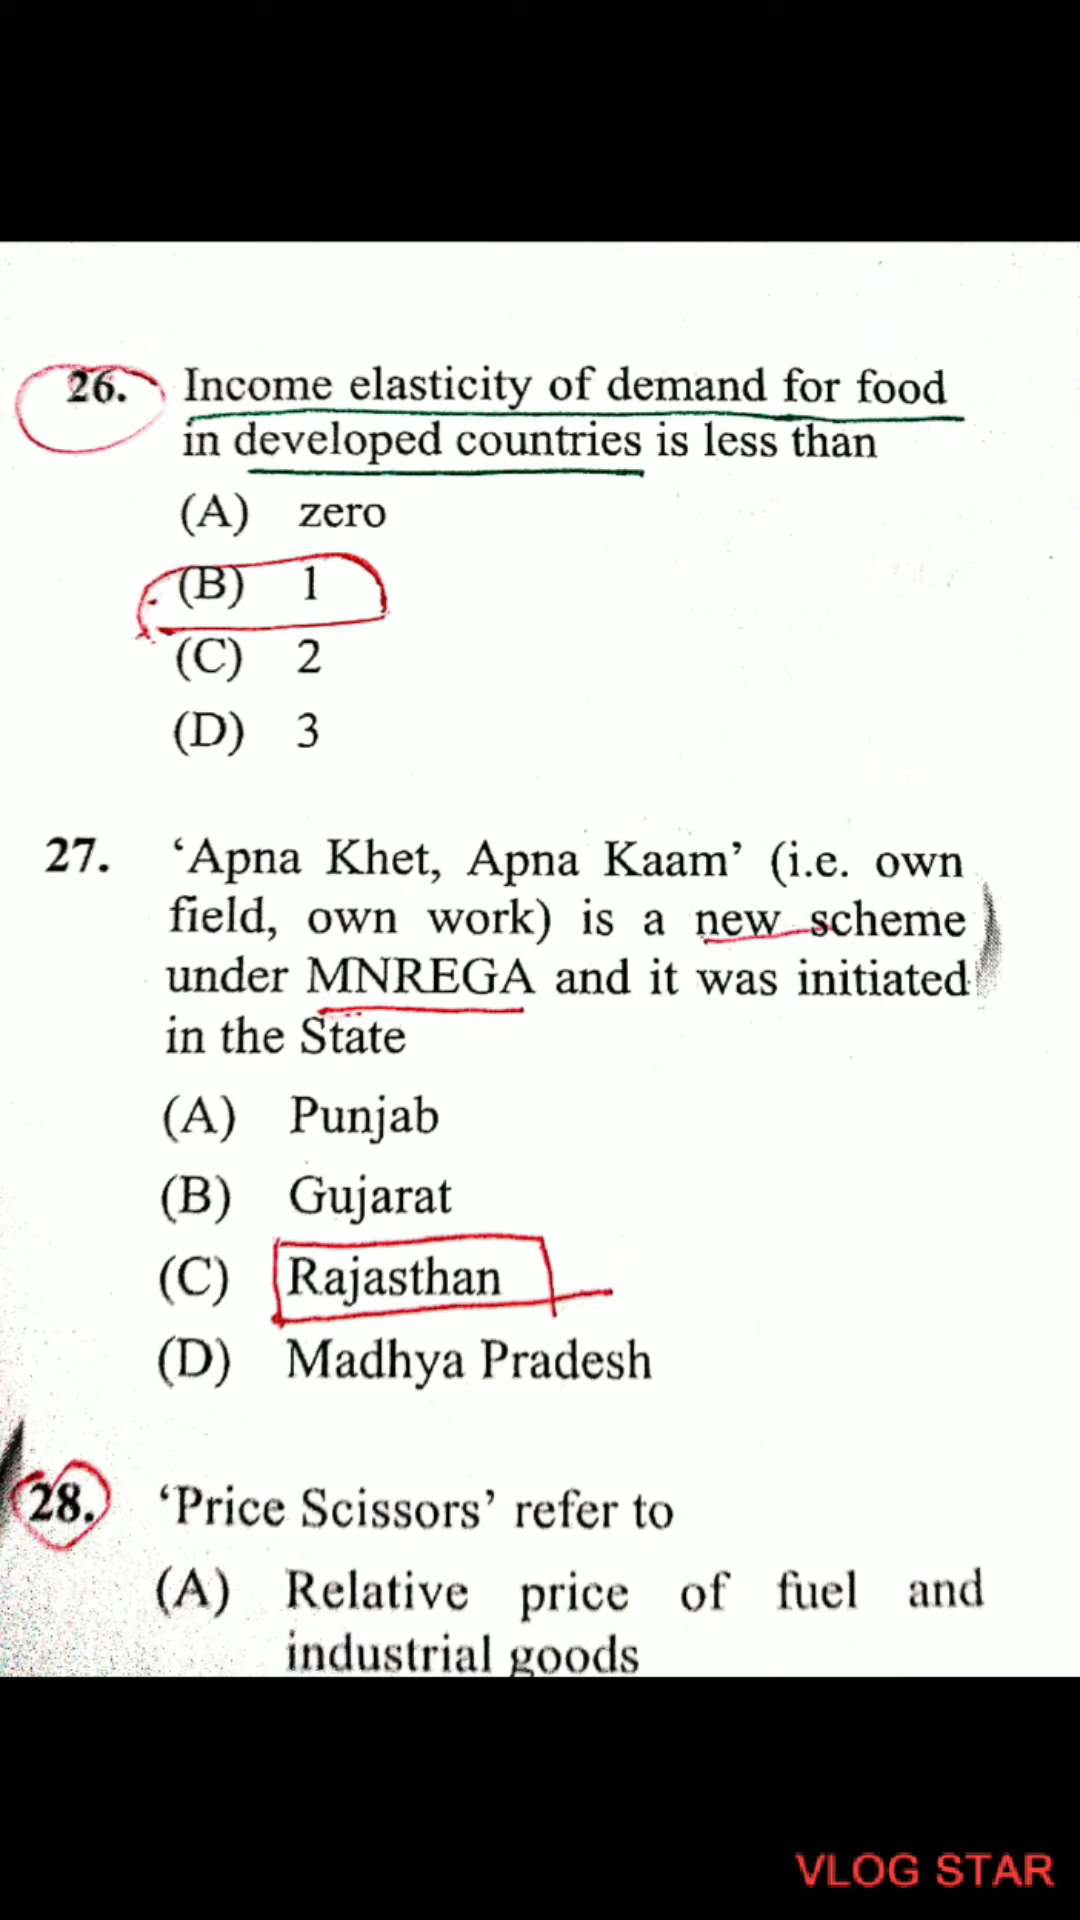 26. Income elasticity of demand for food
in developed countries is less than
(A) zero
(B) 1
(C) 2
(D) 3
27. ‘Apna Khet, Apna Kaam’ (i.e. own
field, own work) is a new scheme
under MNREGA and it was initiated
in the State
(A) Punjab
(B) Gujarat
(C) Rajasthan
(D) Madhya Pradesh
28. ‘Price Scissors’ refer to
(A) Relative price of fuel and
industrial goods
VLOG STAR